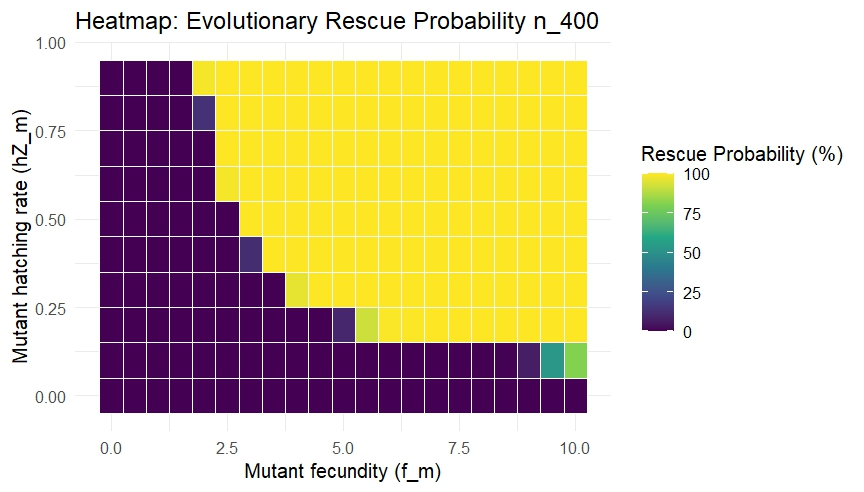 Heatmap: Evolutionary Rescue Probability n_400
Mutant hatching rate (hZ_m)
1.00
0.75
0.50
0.25
0.00
0.0 2.5 5.0 7.5 10.0
Mutant fecundity (f_m)
Rescue Probability (%)
100
75
50
25
0